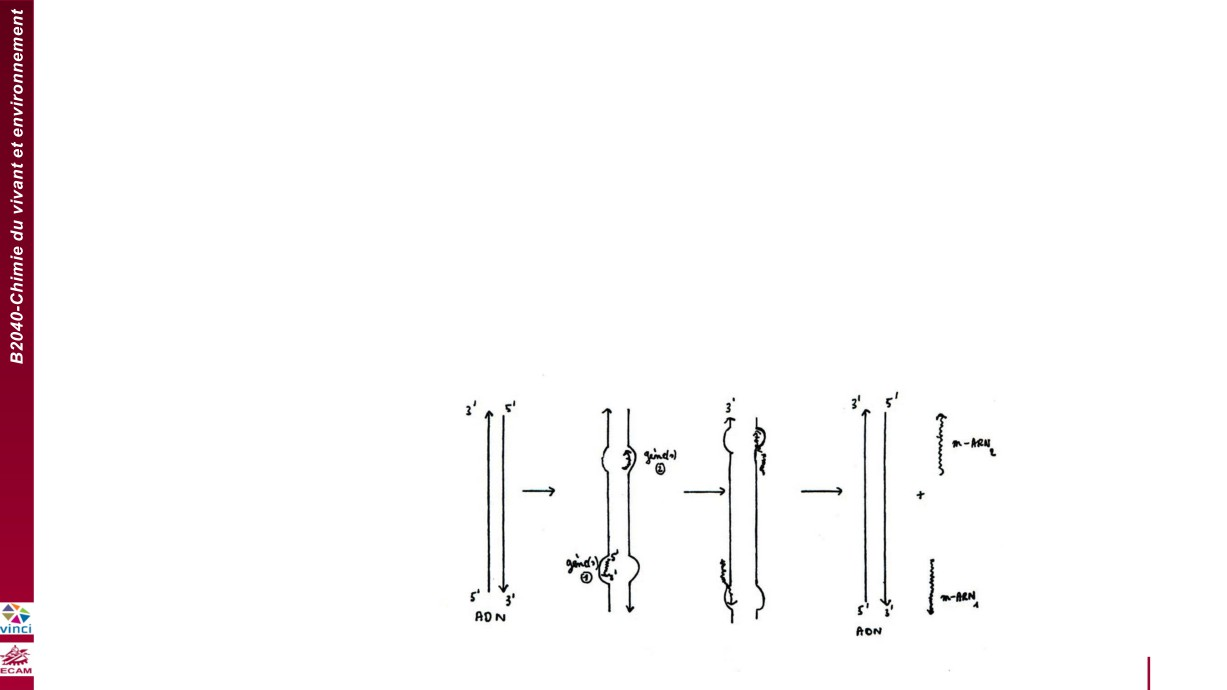 B2040-Chimie du vivant et environnement
3' 5'
5' 3'
ADN
gène(s)
②
gène(s)
①
5'
3'
3'
3' 5'
5' 3'
ADN
+
m-ARN2
m-ARN1
vinci
ECAM